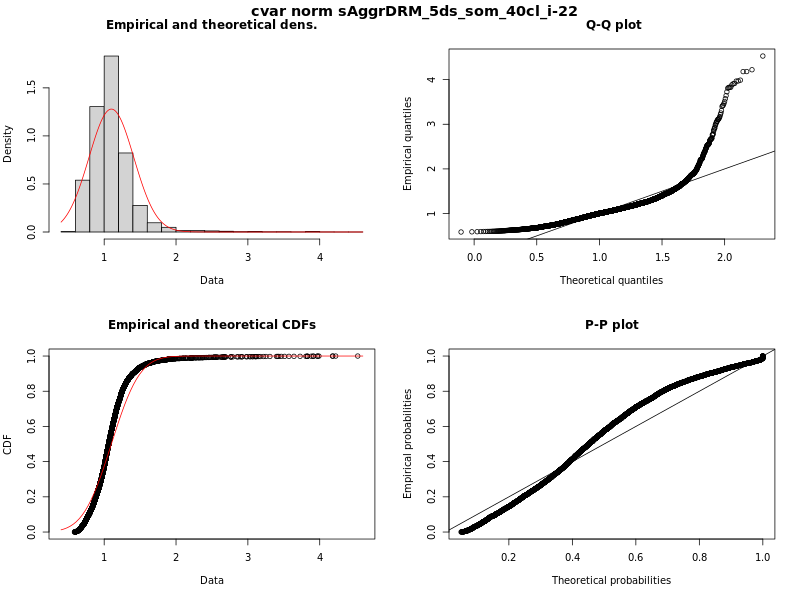 cvar norm sAggrDRM_5ds_som_40cl_i-22
Empirical and theoretical dens.
Density
0.0 0.5 1.0 1.5
1 2 3 4
Data
Q-Q plot
Empirical quantiles
1 2 3 4
0.0 0.5 1.0 1.5 2.0
Theoretical quantiles
Empirical and theoretical CDFs
CDF
0.0 0.2 0.4 0.6 0.8 1.0
1 2 3 4
Data
P-P plot
Empirical probabilities
0.0 0.2 0.4 0.6 0.8 1.0
0.2 0.4 0.6 0.8 1.0
Theoretical probabilities